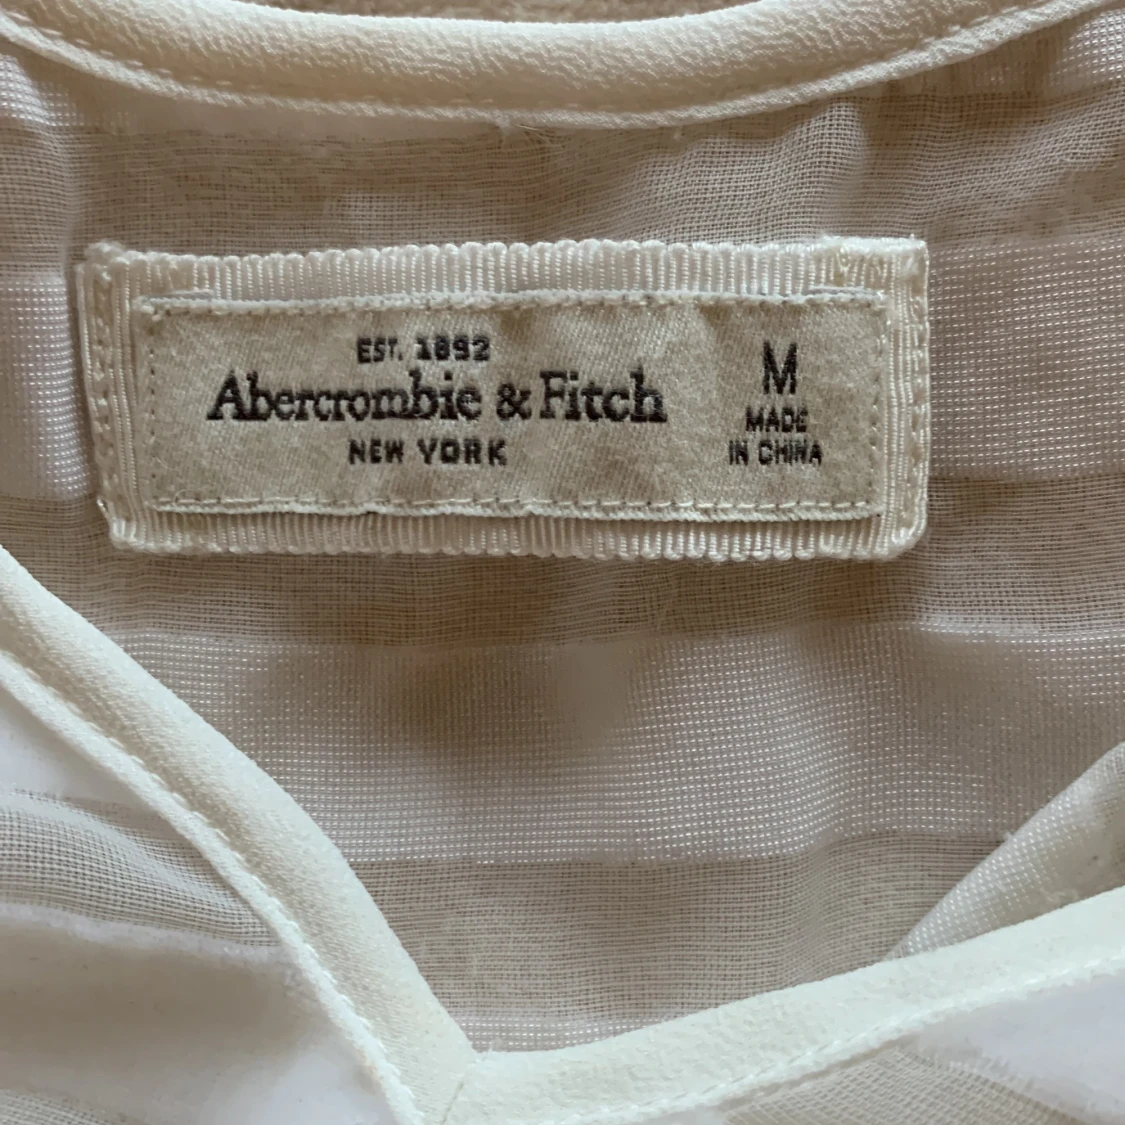 EST. 1892
Abercrombie & Fitch
NEW YORK
M
MADE
IN CHINA